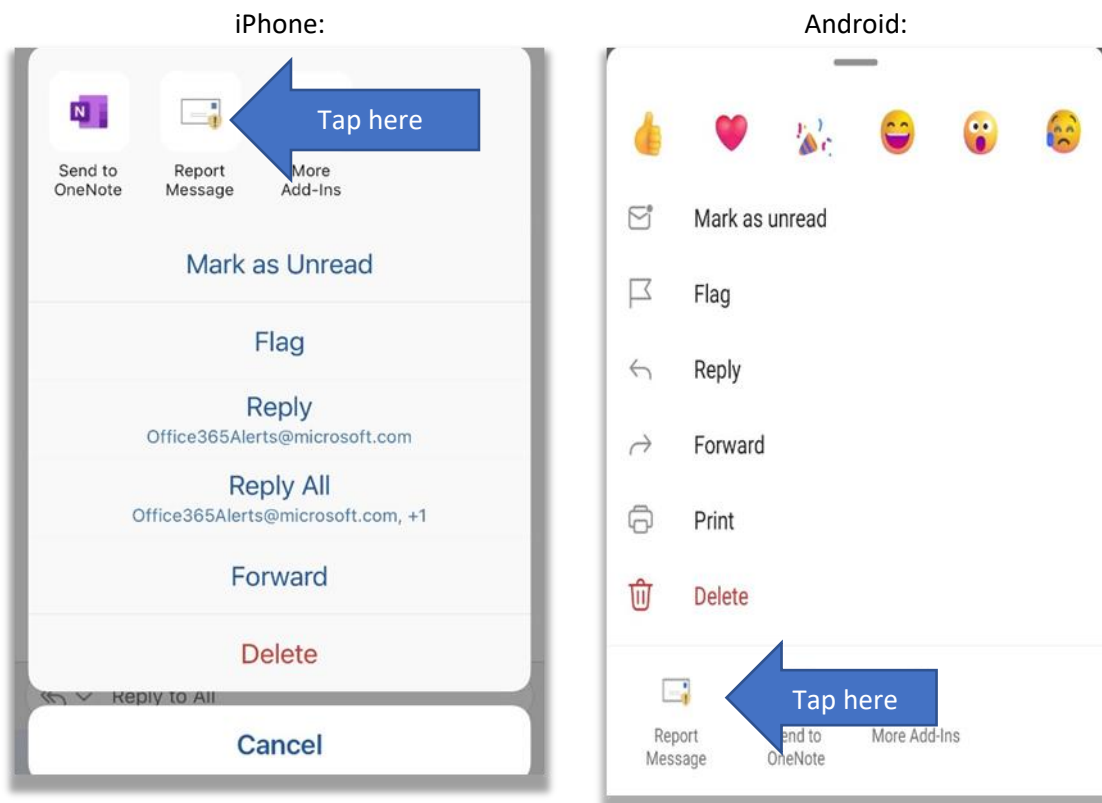 iPhone:
Tap here
N
Send to
OneNote
Report
Message
More
Add-Ins
Mark as Unread
Flag
Reply
Office365Alerts@microsoft.com
Reply All
Office365Alerts@microsoft.com, +1
Forward
Delete
Reply to All
Cancel
Android:
Mark as unread
Flag
Reply
Forward
Print
Delete
Tap here
Report
Message
end to
OneNote
More Add-Ins